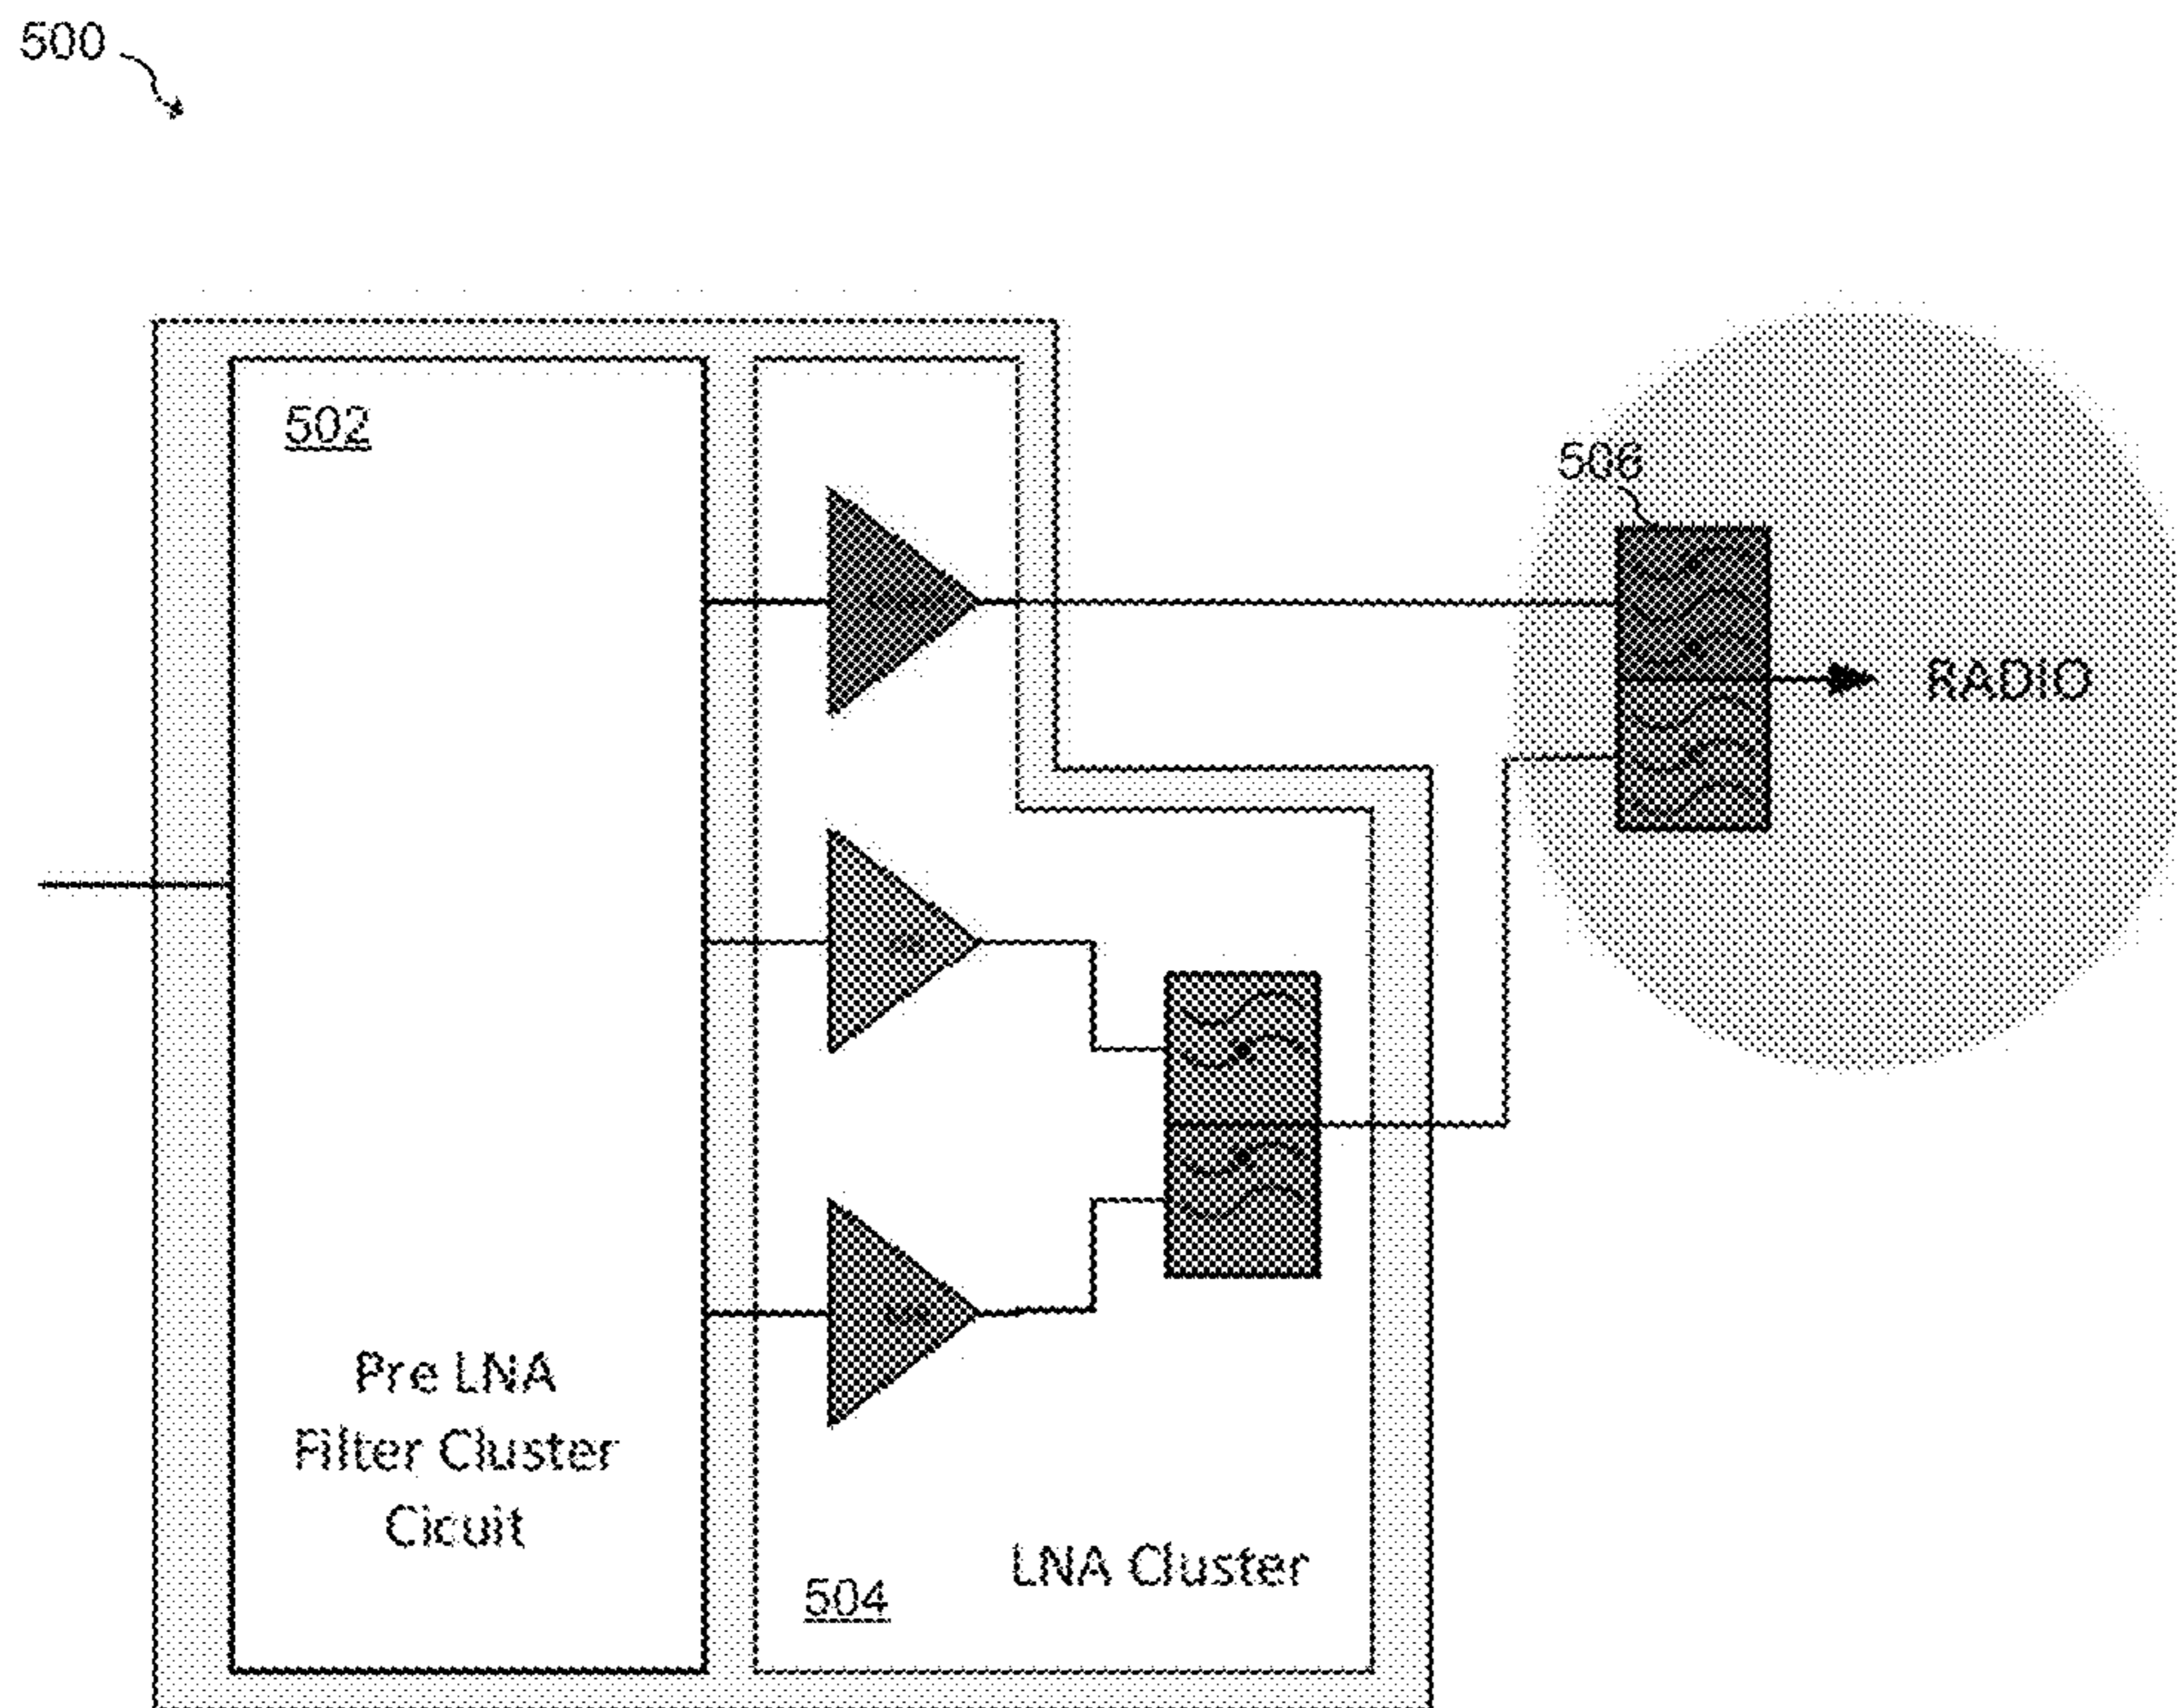 500
502
506
RADIO
Pre LNA
Filter Cluster
Cicuit
LNA Cluster
504